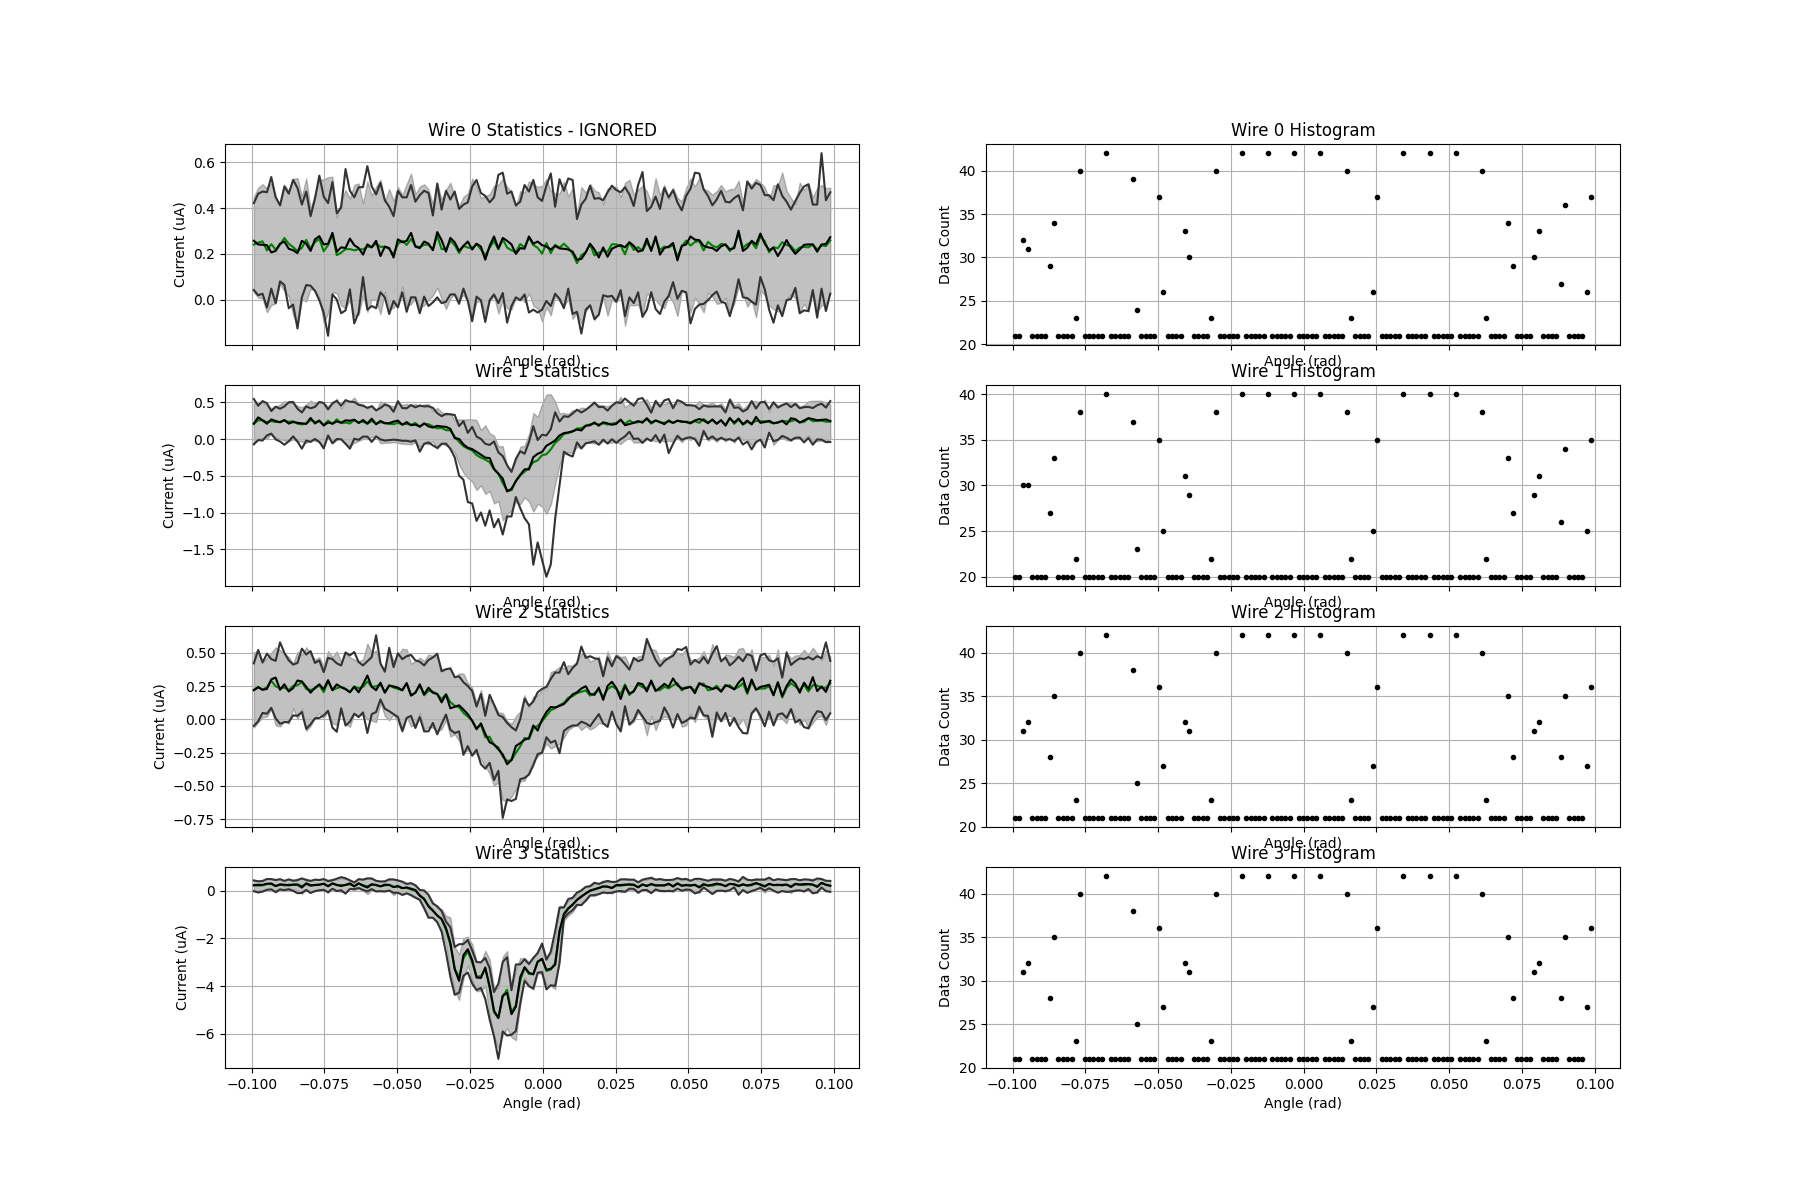 Wire 0 Statistics - IGNORED
Current (uA)
0.6
0.4
0.2
0.0
Angle (rad)
Wire 0 Histogram
Data Count
40
35
30
25
20
Angle (rad)
Wire 1 Statistics
Current (uA)
0.5
0.0
−0.5
−1.0
−1.5
Angle (rad)
Wire 1 Histogram
Data Count
40
35
30
25
20
Angle (rad)
Wire 2 Statistics
Current (uA)
0.50
0.25
0.00
−0.25
−0.50
−0.75
Angle (rad)
Wire 2 Histogram
Data Count
40
35
30
25
20
Angle (rad)
Wire 3 Statistics
Current (uA)
0
−2
−4
−6
−0.100 −0.075 −0.050 −0.025 0.000 0.025 0.050 0.075 0.100
Angle (rad)
Wire 3 Histogram
Data Count
40
35
30
25
20
−0.100 −0.075 −0.050 −0.025 0.000 0.025 0.050 0.075 0.100
Angle (rad)